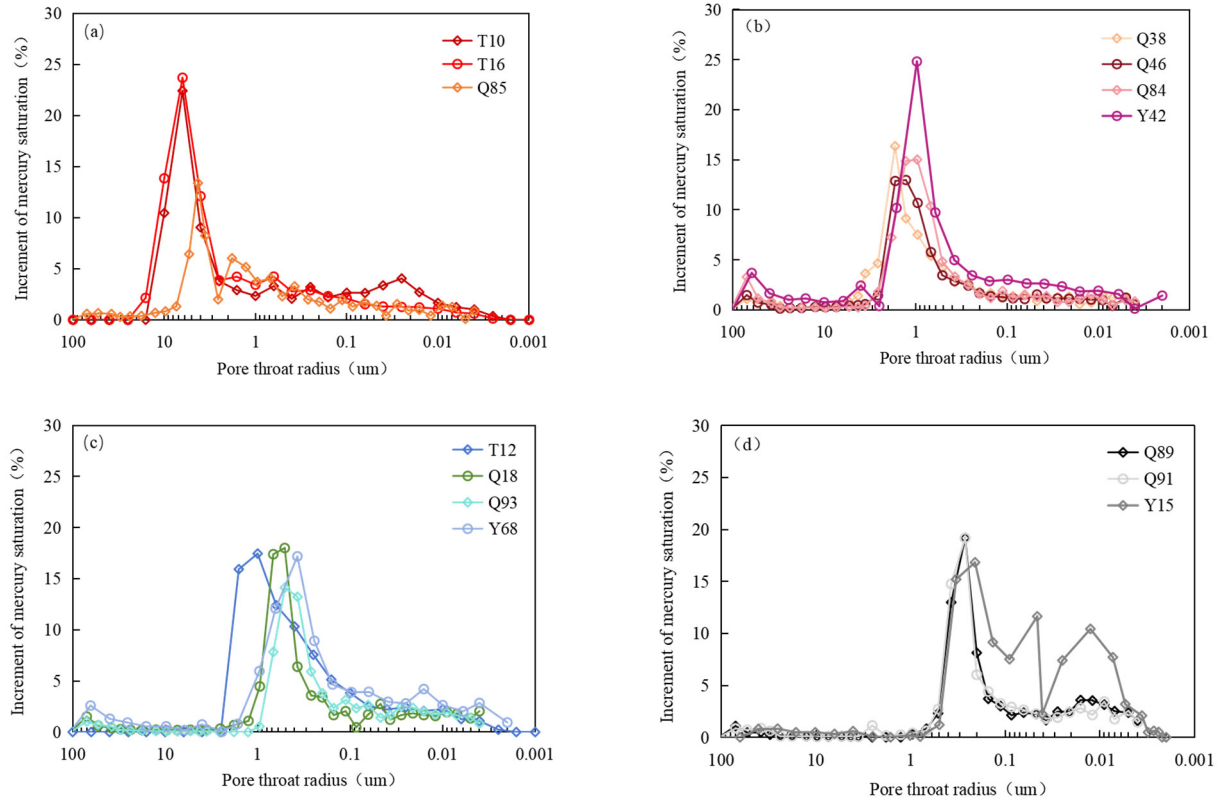 (a)
T10
T16
Q85
Increment of mercury saturation（%）
30
25
20
15
10
5
0
100
10
1
0.1
0.01
0.001
Pore throat radius（um）
（b）
Q38
Q46
Q84
Y42
Increment of mercury saturation（%）
30
25
20
15
10
5
0
100
10
1
0.1
0.01
0.001
Pore throat radius（um）
(c)
T12
Q18
Q93
Y68
Increment of mercury saturation（%）
30
25
20
15
10
5
0
100
10
1
0.1
0.01
0.001
Pore throat radius（um）
（d）
Q89
Q91
Y15
Increment of mercury saturation（%）
30
25
20
15
10
5
0
100
10
1
0.1
0.01
0.001
Pore throat radius（um）